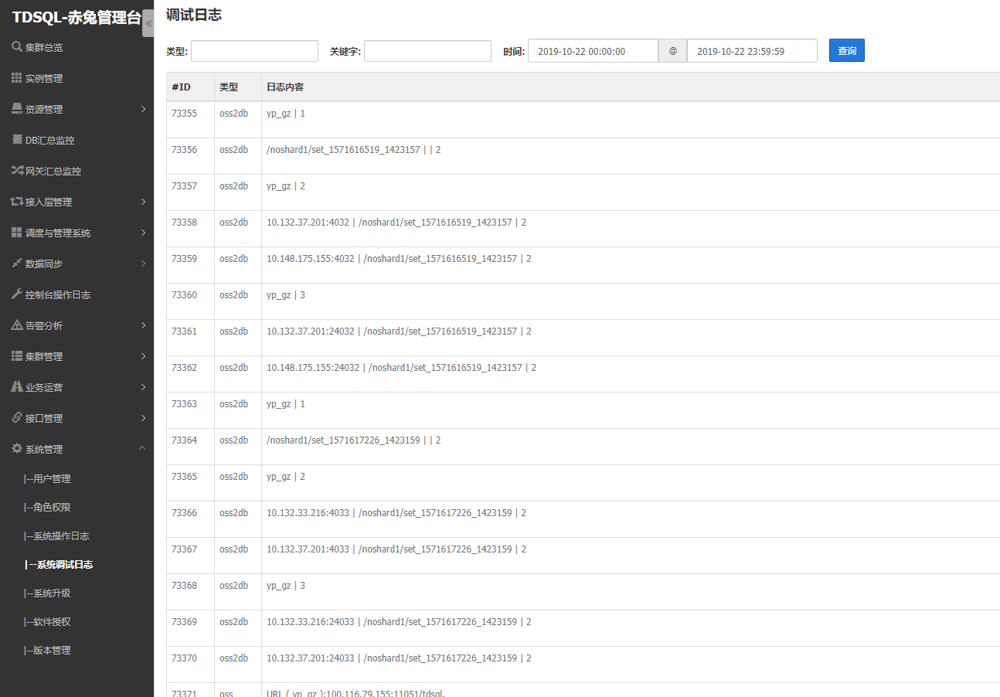 TDSQL-赤兔管理台
«
集群总览
实例管理
资源管理
DB汇总监控
网关汇总监控
接入层管理
调度与管理系统
数据同步
控制台操作日志
告警分析
集群管理
业务运营
接口管理
系统管理
|--用户管理
|--角色权限
|--系统操作日志
|--系统调试日志
|--系统升级
|--软件授权
|--版本管理
调试日志
类型: 关键字: 时间: 2019-10-22 00:00:00 @ 2019-10-22 23:59:59 查询
#ID 类型 日志内容
73355 oss2db yp_gz | 1
73356 oss2db /noshard1/set_1571616519_1423157 | | 2
73357 oss2db yp_gz | 2
73358 oss2db 10.132.37.201:4032 | /noshard1/set_1571616519_1423157 | 2
73359 oss2db 10.148.175.155:4032 | /noshard1/set_1571616519_1423157 | 2
73360 oss2db yp_gz | 3
73361 oss2db 10.132.37.201:24032 | /noshard1/set_1571616519_1423157 | 2
73362 oss2db 10.148.175.155:24032 | /noshard1/set_1571616519_1423157 | 2
73363 oss2db yp_gz | 1
73364 oss2db /noshard1/set_1571617226_1423159 | | 2
73365 oss2db yp_gz | 2
73366 oss2db 10.132.33.216:4033 | /noshard1/set_1571617226_1423159 | 2
73367 oss2db 10.132.37.201:4033 | /noshard1/set_1571617226_1423159 | 2
73368 oss2db yp_gz | 3
73369 oss2db 10.132.33.216:24033 | /noshard1/set_1571617226_1423159 | 2
73370 oss2db 10.132.37.201:24033 | /noshard1/set_1571617226_1423159 | 2
73371 oss URL ( yp_gz ):100.116.79.155:11051/tdsql.